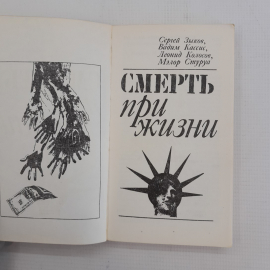 Сергей Зыков,
Вадим Кассис,
Леонид Колосов,
Мэлор Стуруа
СМЕРТЬ
при
жизни